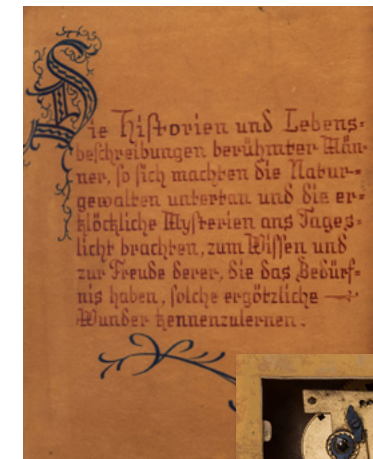 Die Historien und Lebens-
beschreibungen berühmter Män-
ner, so sich machten die Natur-
gewalten untertan und die er-
klöckliche Mysterien ans Tages-
licht brachten, zum Wissen und
zur Freude derer, die das Bedürf-
nis haben, solche ergötzliche
Wunder kennenzulernen.